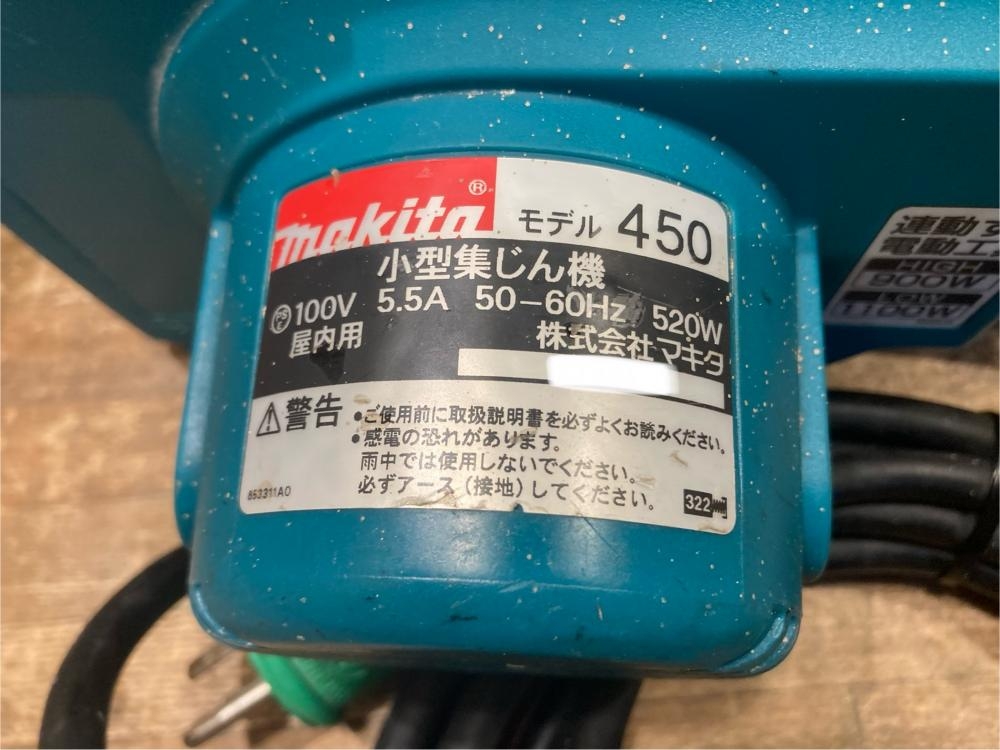 makita®
モデル 450
小型集じん機
PSE 100V 5.5A 50-60Hz 520W
屋内用 株式会社マキタ
警告 •ご使用前に取扱説明書を必ずよくお読みください。
•感電の恐れがあります。
雨中では使用しないでください。
必ずアース（接地）してください。
853311A0
322
連動す
電動工
HIGH
900W
LOW
1100W